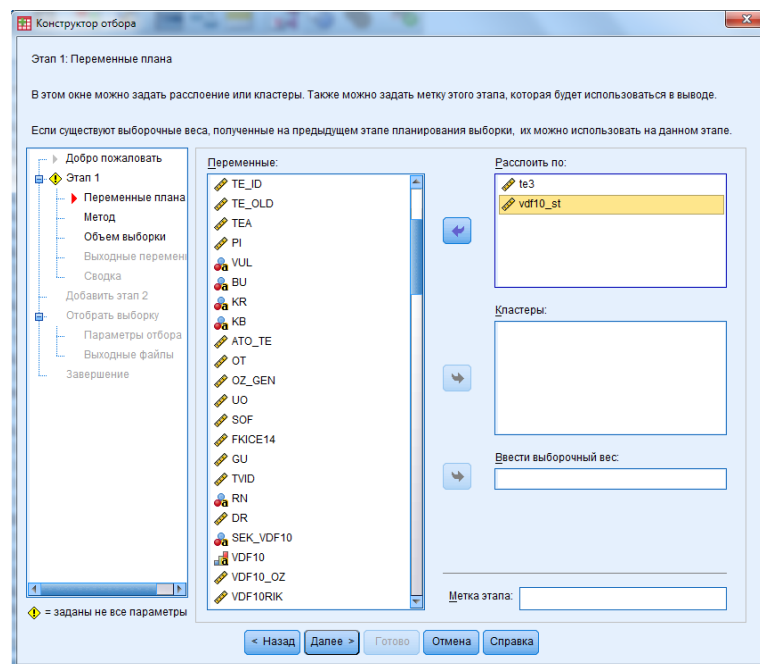 Конструктор отбора
Этап 1: Переменные плана
В этом окне можно задать расслоение или кластеры. Также можно задать метку этого этапа, которая будет использоваться в выводе.
Если существуют выборочные веса, полученные на предыдущем этапе планирования выборки, их можно использовать на данном этапе.
Добро пожаловать
Этап 1
Переменные плана
Метод
Объем выборки
Выходные перемен
Сводка
Добавить этап 2
Отобрать выборку
Параметры отбора
Выходные файлы
Завершение
= заданы не все параметры
Переменные:
TE_ID
TE_OLD
TEA
PI
VUL
BU
KR
KB
ATO_TE
OT
OZ_GEN
UO
SOF
FKICE14
GU
TVID
RN
DR
SEK_VDF10
VDF10
VDF10_OZ
VDF10RIK
Расслоить по:
te3
vdf10_st
Кластеры:
Ввести выборочный вес:
Метка этапа:
< Назад
Далее >
Готово
Отмена
Справка